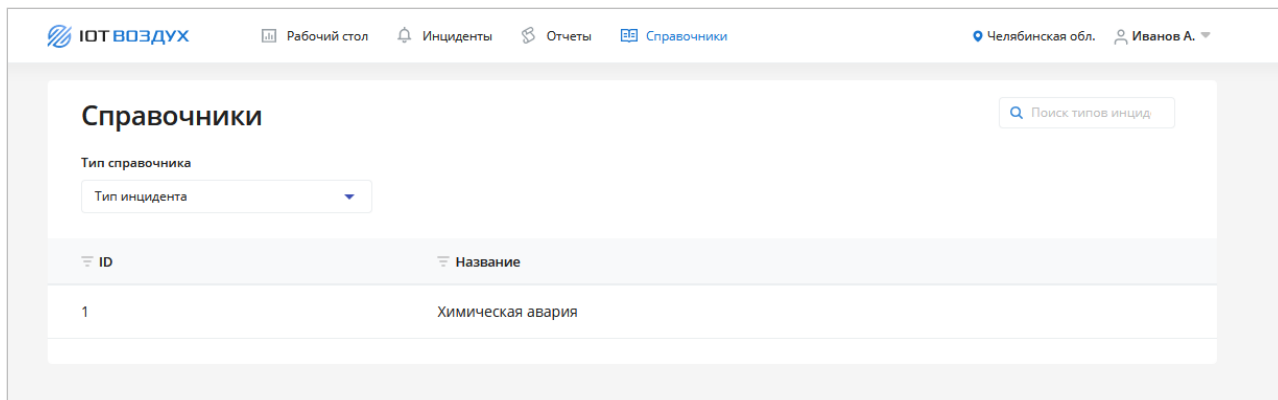 IOT ВОЗДУХ Рабочий стол Инциденты Отчеты Справочники Челябинская обл. Иванов А.
Справочники
Поиск типов инцид
Тип справочника
Тип инцидента
ID Название
1 Химическая авария